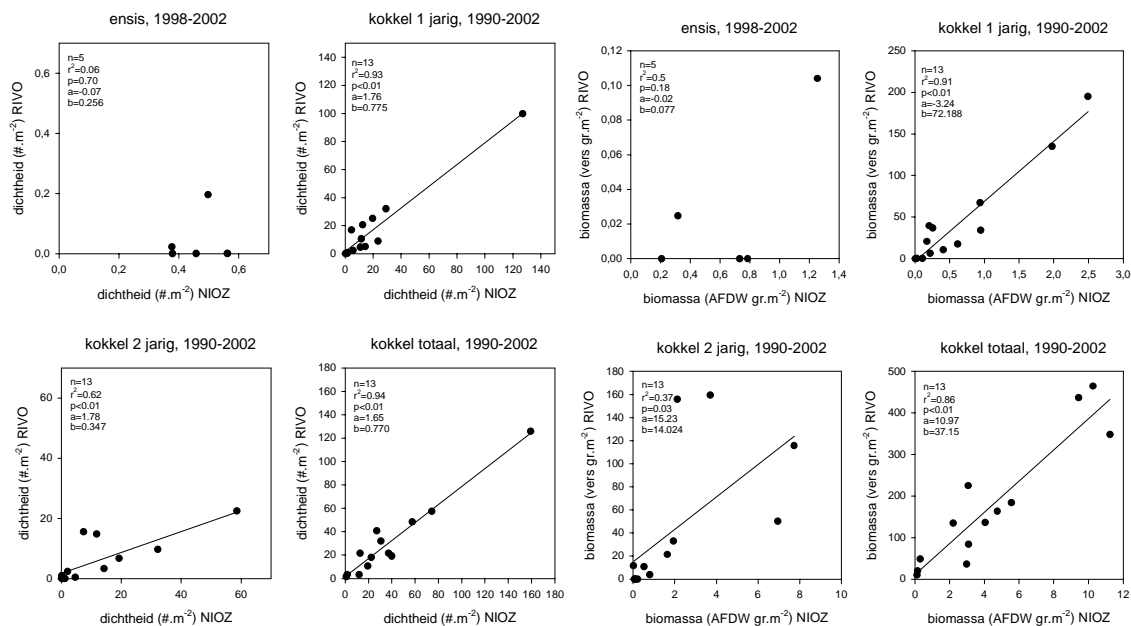 ensis, 1998-2002
n=5
r²=0.06
p=0.70
a=-0.07
b=0.256
0,6
0,4
0,2
0,0
0,0 0,2 0,4 0,6
dichtheid (#.m⁻²) RIVO
dichtheid (#.m⁻²) NIOZ
kokkel 1 jarig, 1990-2002
n=13
r²=0.93
p<0.01
a=1.76
b=0.775
140
120
100
80
60
40
20
0
0 20 40 60 80 100 120 140
dichtheid (#.m⁻²) RIVO
dichtheid (#.m⁻²) NIOZ
ensis, 1998-2002
n=5
r²=0.5
p=0.18
a=-0.02
b=0.077
0,12
0,10
0,08
0,06
0,04
0,02
0,00
0,0 0,2 0,4 0,6 0,8 1,0 1,2 1,4
biomassa (vers gr.m⁻²) RIVO
biomassa (AFDW gr.m⁻²) NIOZ
kokkel 1 jarig, 1990-2002
n=13
r²=0.91
p<0.01
a=-3.24
b=72.188
250
200
150
100
50
0
0,0 0,5 1,0 1,5 2,0 2,5 3,0
biomassa (vers gr.m⁻²) RIVO
biomassa (AFDW gr.m⁻²) NIOZ
kokkel 2 jarig, 1990-2002
n=13
r²=0.62
p<0.01
a=1.78
b=0.347
60
40
20
0
0 20 40 60
dichtheid (#.m⁻²) RIVO
dichtheid (#.m⁻²) NIOZ
kokkel totaal, 1990-2002
n=13
r²=0.94
p<0.01
a=1.65
b=0.770
180
160
140
120
100
80
60
40
20
0
0 20 40 60 80 100 120 140 160 180
dichtheid (#.m⁻²) RIVO
dichtheid (#.m⁻²) NIOZ
kokkel 2 jarig, 1990-2002
n=13
r²=0.37
p=0.03
a=15.23
b=14.024
180
160
140
120
100
80
60
40
20
0
0 2 4 6 8 10
biomassa (vers gr.m⁻²) RIVO
biomassa (AFDW gr.m⁻²) NIOZ
kokkel totaal, 1990-2002
n=13
r²=0.86
p<0.01
a=10.97
b=37.15
500
400
300
200
100
0
0 2 4 6 8 10 12
biomassa (vers gr.m⁻²) RIVO
biomassa (AFDW gr.m⁻²) NIOZ